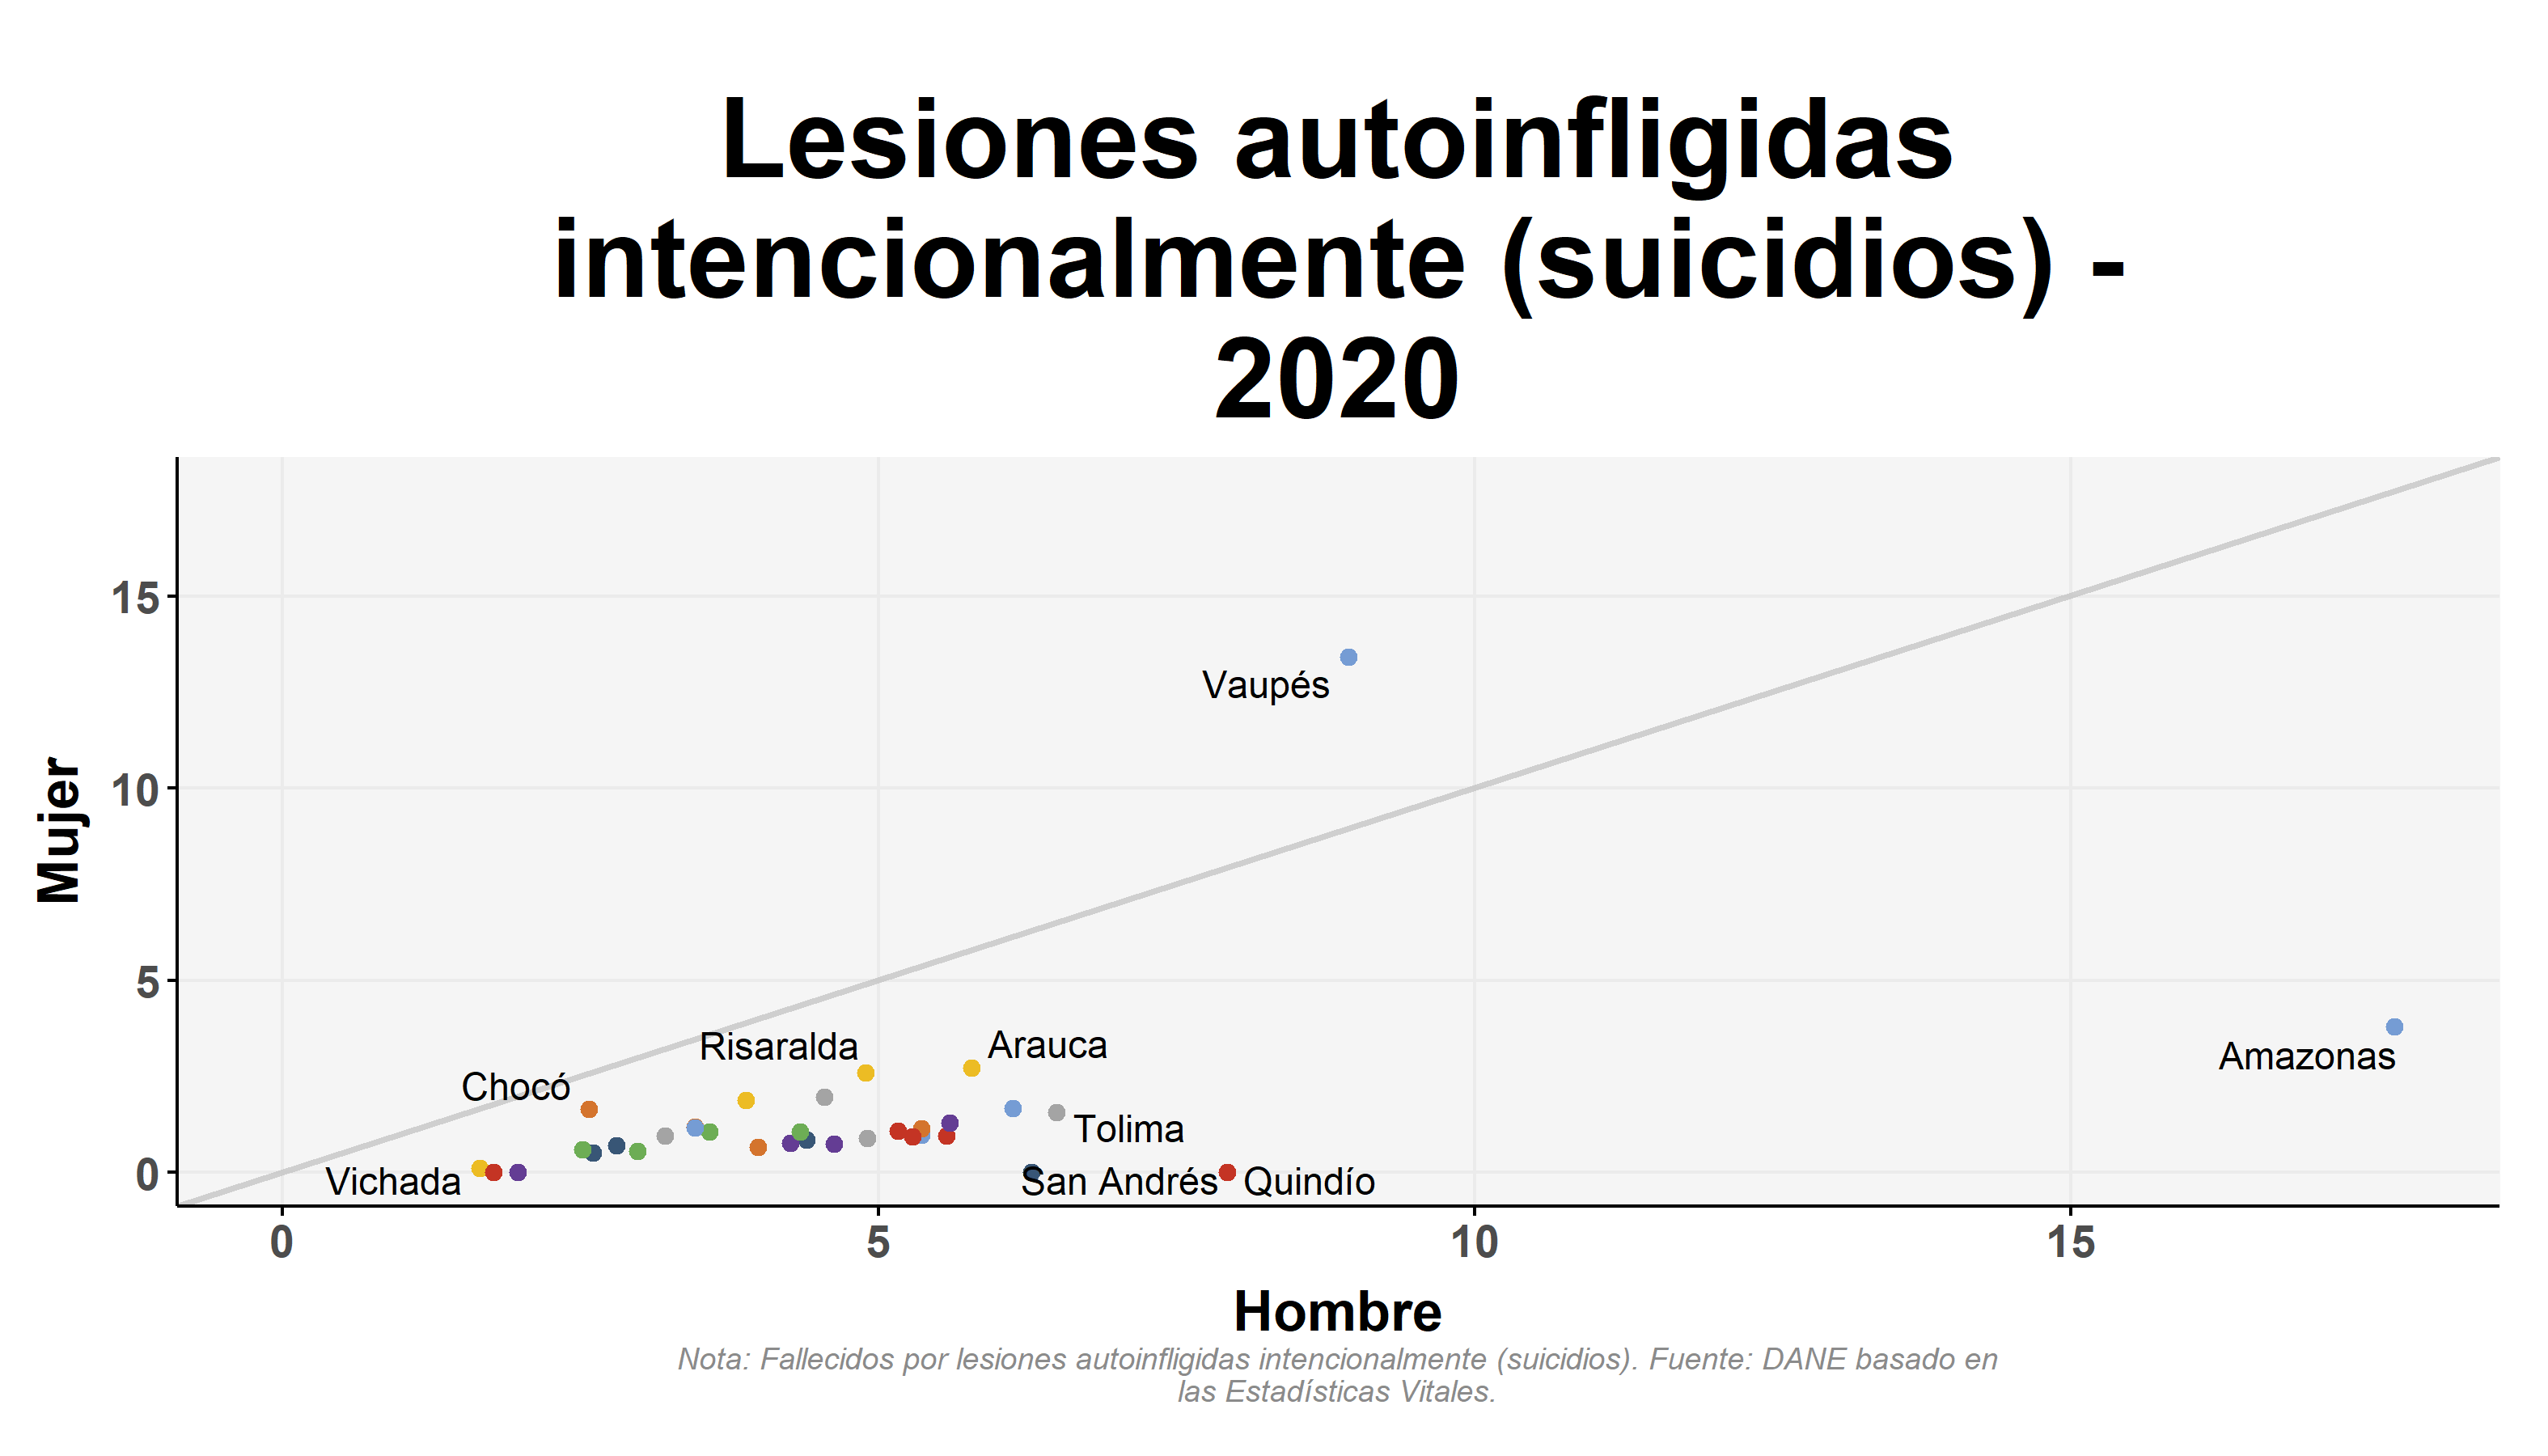 Lesiones autoinfligidas
intencionalmente (suicidios) -
2020
Mujer
15
10
5
0
Vaupés
Amazonas
Risaralda
Arauca
Chocó
Tolima
Vichada
San Andrés
Quindío
0
5
10
15
Hombre
Nota: Fallecidos por lesiones autoinfligidas intencionalmente (suicidios). Fuente: DANE basado en
las Estadísticas Vitales.